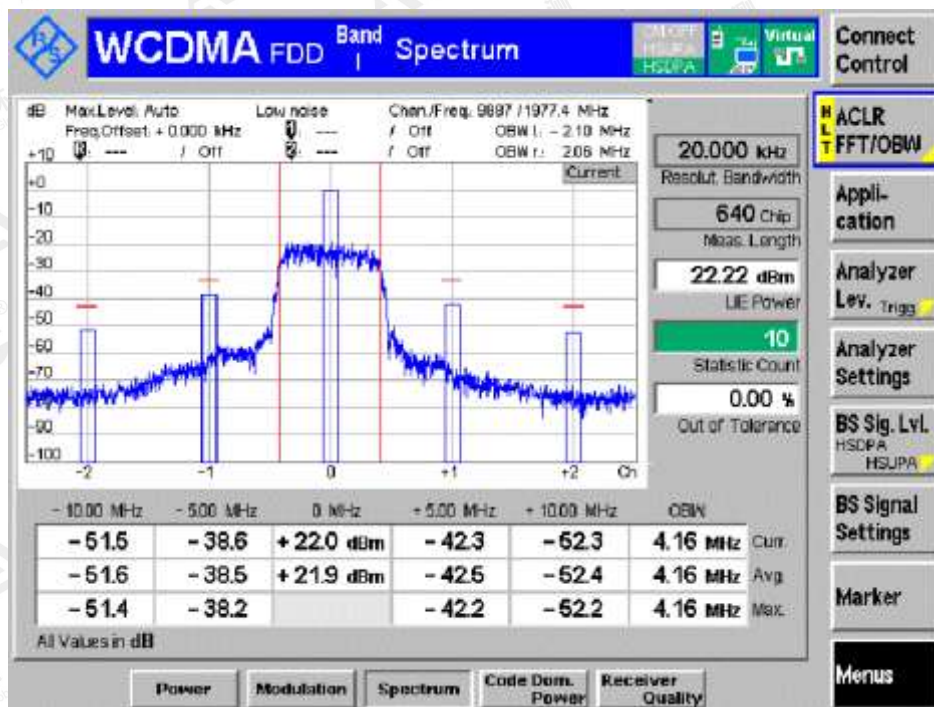 WCDMA FDD Band I Spectrum
HSUPA
HSDPA
Virtual
Connect Control
dB Max.Level: Auto Low noise Chan./Freq.: 9887 / 1977.4 MHz
Freq.Offset: + 0.000 kHz 1: --- / Off OBW l.: - 2.10 MHz
R: --- / Off 2: --- / Off OBW r.: 2.06 MHz
Current
+10
+0
-10
-20
-30
-40
-50
-60
-70
-90
-100
-2 -1 0 +1 +2 Ch
20.000 kHz
Resolut. Bandwidth
640 Chip
Meas. Length
22.22 dBm
UE Power
10
Statistic Count
0.00 %
Out of Tolerance
- 10.00 MHz - 5.00 MHz 0 MHz + 5.00 MHz + 10.00 MHz OBW
- 51.5 - 38.6 + 22.0 dBm - 42.3 - 52.3 4.16 MHz Curr.
- 51.6 - 38.5 + 21.9 dBm - 42.5 - 52.4 4.16 MHz Avg.
- 51.4 - 38.2 - 42.2 - 52.2 4.16 MHz Max.
All Values in dB
Power Modulation Spectrum Code Dom. Power Receiver Quality
HLT
ACLR
FFT/OBW
Appli-
cation
Analyzer
Lev. Trigg
Analyzer
Settings
BS Sig. Lvl.
HSDPA
HSUPA
BS Signal
Settings
Marker
Menus